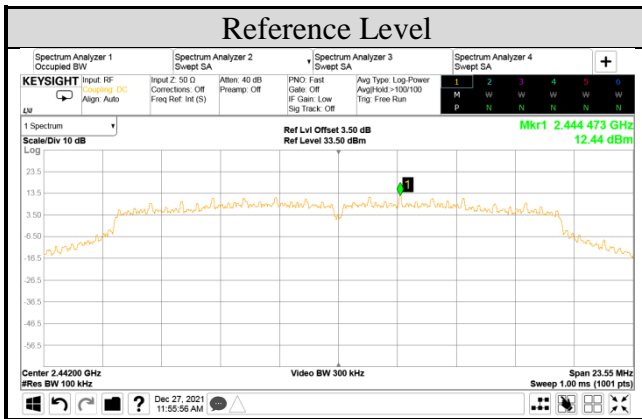 Reference Level
Spectrum Analyzer 1 Spectrum Analyzer 2 Spectrum Analyzer 3 Spectrum Analyzer 4
Occupied BW Swept SA Swept SA Swept SA
+
KEYSIGHT Input: RF Input Z: 50 Ω Atten: 40 dB PNO: Fast Avg Type: Log-Power 1 2 3 4 5 6
Coupling: DC Corrections: Off Preamp: Off Gate: Off Avg|Hold:>100/100 M W W W W W
Align: Auto Freq Ref: Int (S) IF Gain: Low Trig: Free Run
Sig Track: Off P N N N N N
LXI
1 Spectrum Ref Lvl Offset 3.50 dB Mkr1 2.444 473 GHz
Scale/Div 10 dB Ref Level 33.50 dBm 12.44 dBm
Log
23.5
13.5
1
3.50
-6.50
-16.5
-26.5
-36.5
-46.5
-56.5
Center 2.44200 GHz Video BW 300 kHz Span 23.55 MHz
#Res BW 100 kHz Sweep 1.00 ms (1001 pts)
? Dec 27, 2021
11:55:56 AM